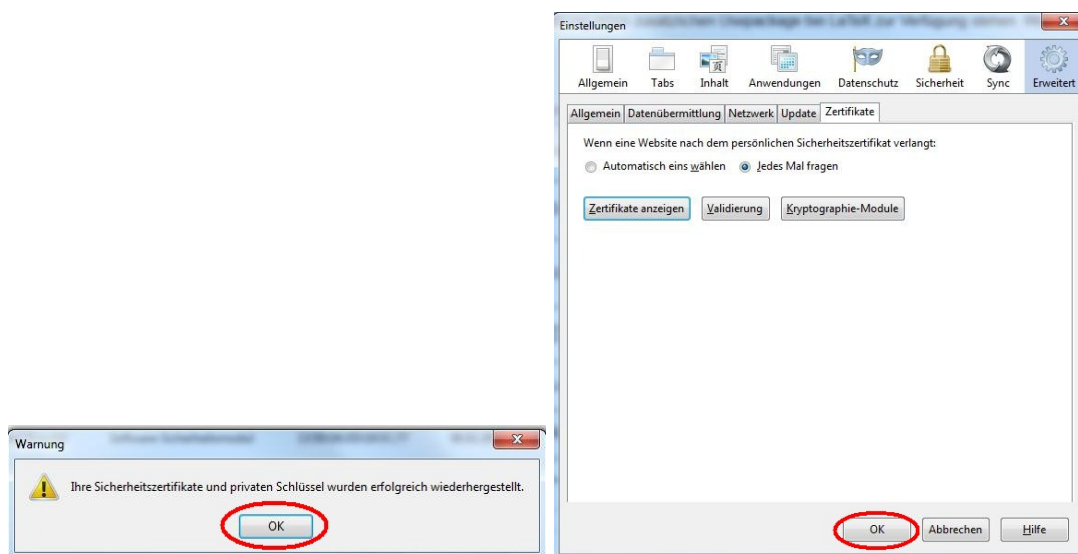 Warnung
Ihre Sicherheitszertifikate und privaten Schlüssel wurden erfolgreich wiederhergestellt.
OK
Einstellungen
Allgemein Tabs Inhalt Anwendungen Datenschutz Sicherheit Sync Erweitert
Allgemein Datenübermittlung Netzwerk Update Zertifikate
Wenn eine Website nach dem persönlichen Sicherheitszertifikat verlangt:
Automatisch eins wählen Jedes Mal fragen
Zertifikate anzeigen Validierung Kryptographie-Module
OK Abbrechen Hilfe